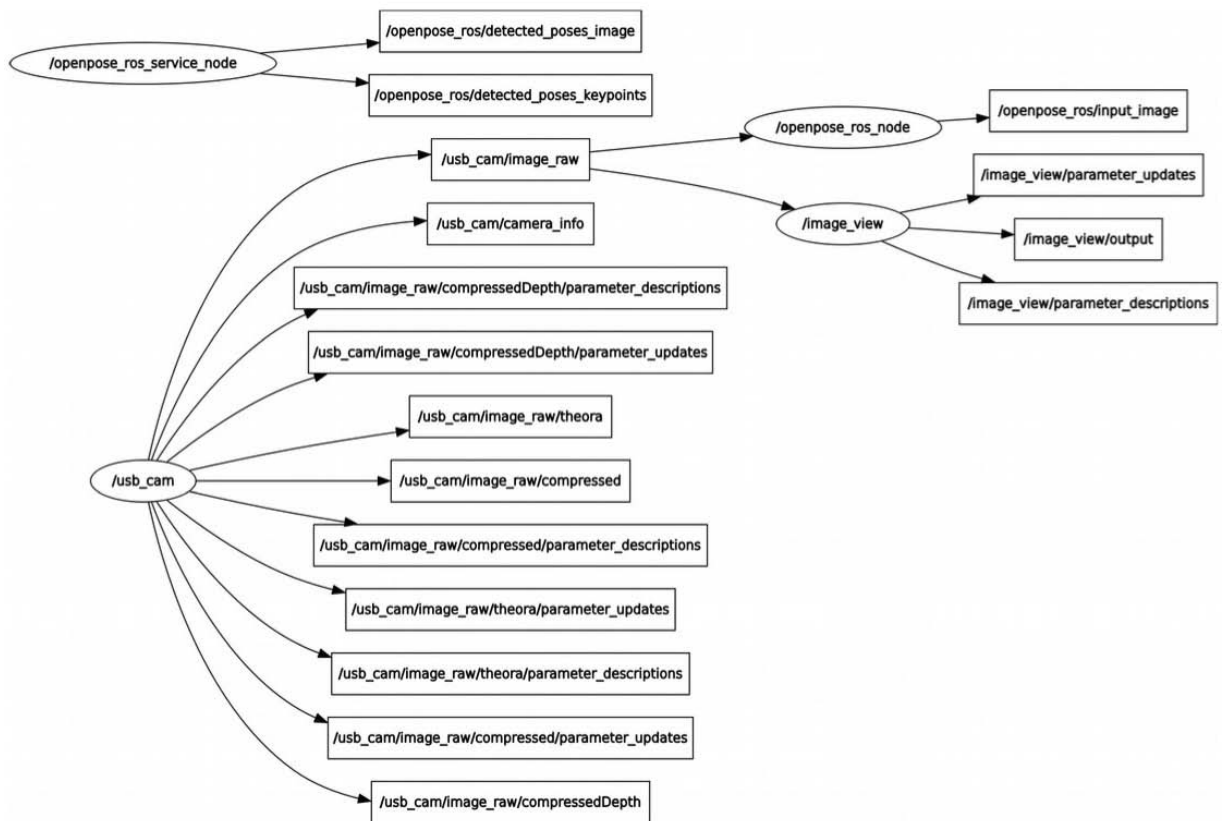 /openpose_ros/detected_poses_image
/openpose_ros_service_node
/openpose_ros/detected_poses_keypoints
/openpose_ros/input_image
/openpose_ros_node
/usb_cam/image_raw
/image_view/parameter_updates
/usb_cam/camera_info
/image_view
/image_view/output
/usb_cam/image_raw/compressedDepth/parameter_descriptions
/image_view/parameter_descriptions
/usb_cam/image_raw/compressedDepth/parameter_updates
/usb_cam/image_raw/theora
/usb_cam
/usb_cam/image_raw/compressed
/usb_cam/image_raw/compressed/parameter_descriptions
/usb_cam/image_raw/theora/parameter_updates
/usb_cam/image_raw/theora/parameter_descriptions
/usb_cam/image_raw/compressed/parameter_updates
/usb_cam/image_raw/compressedDepth